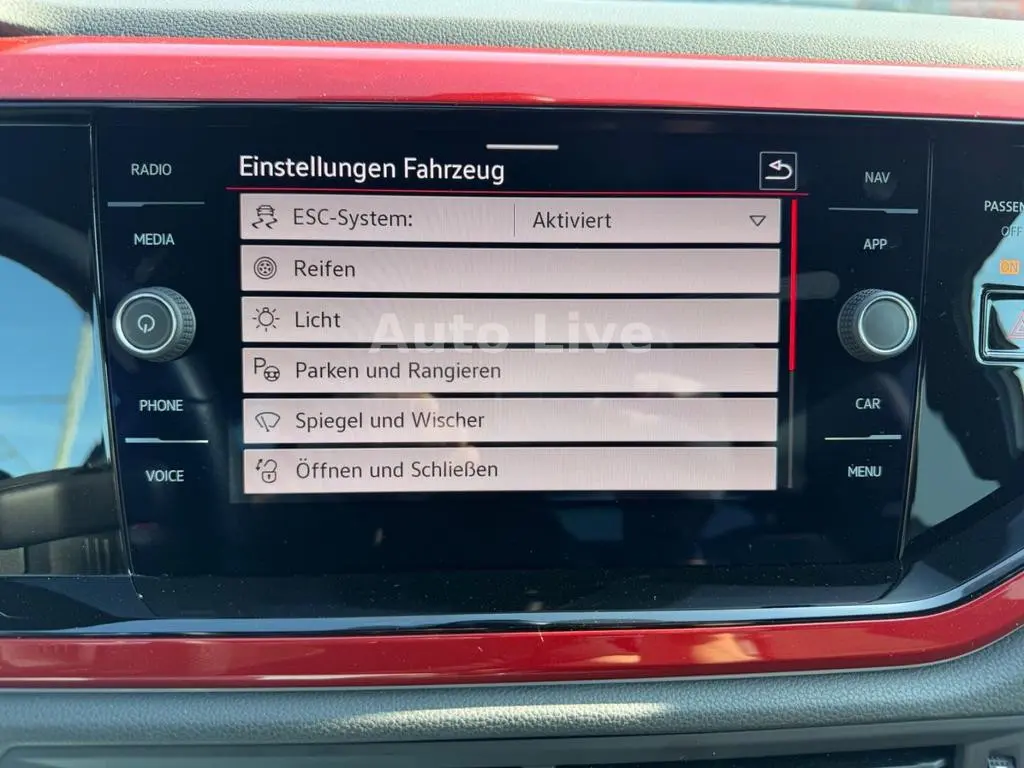 RADIO
MEDIA
PHONE
VOICE
Einstellungen Fahrzeug
ESC-System: Aktiviert
Reifen
Licht
Parken und Rangieren
Spiegel und Wischer
Öffnen und Schließen
Auto Live
NAV
APP
CAR
MENU
PASSEN
OFF
ON